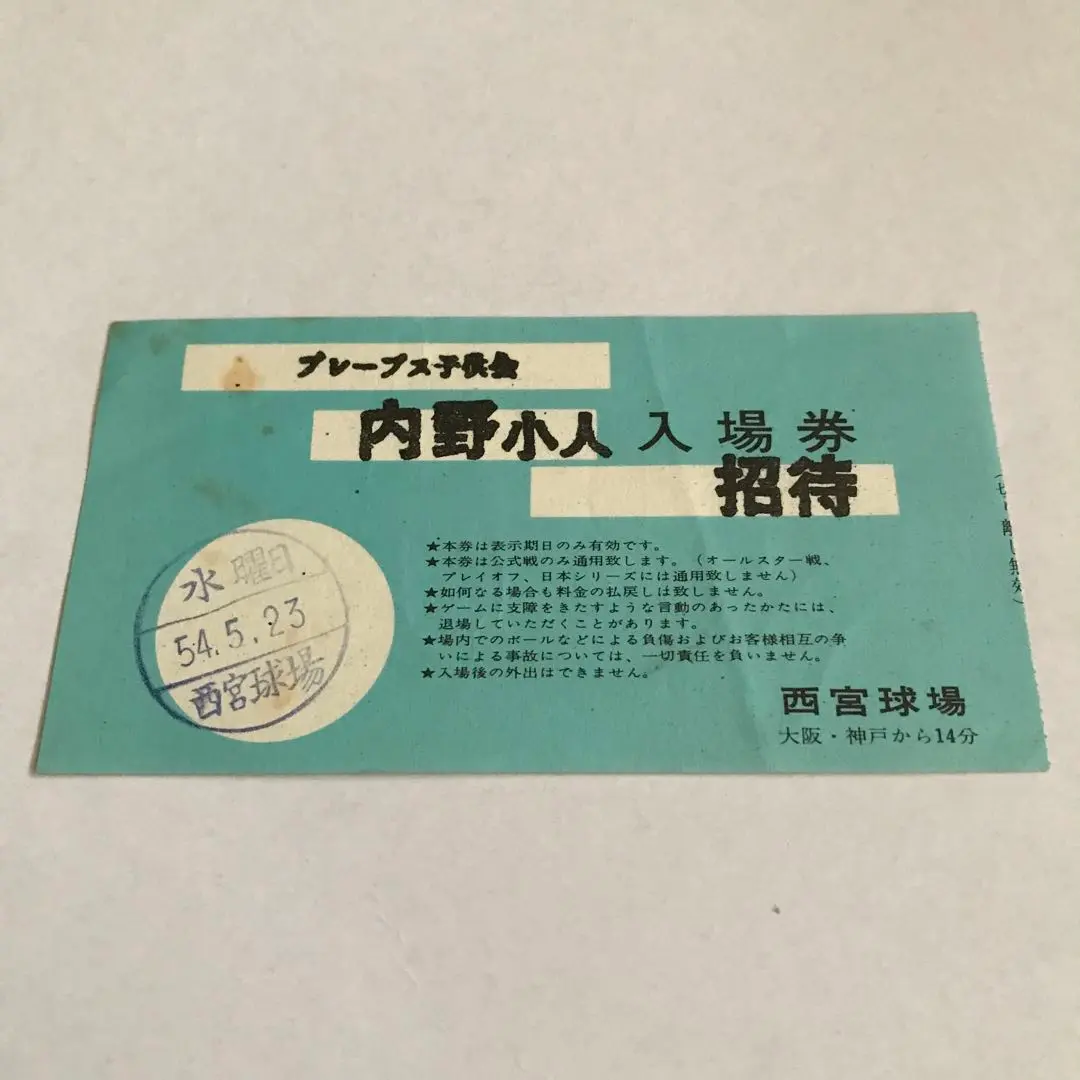 ブレーブス子供会
内野小人入場券
招待
★本券は表示期日のみ有効です。
★本券は公式戦のみ通用致します。（オールスター戦、
プレイオフ、日本シリーズには通用致しません）
★如何なる場合も料金の払戻しは致しません。
★ゲームに支障をきたすような言動のあったかたには、
退場していただくことがあります。
★場内でのボールなどによる負傷およびお客様相互の争
いによる事故については、一切責任を負いません。
★入場後の外出はできません。
水曜日
54.5.23
西宮球場
西宮球場
大阪・神戸から14分
（切り離し無効）